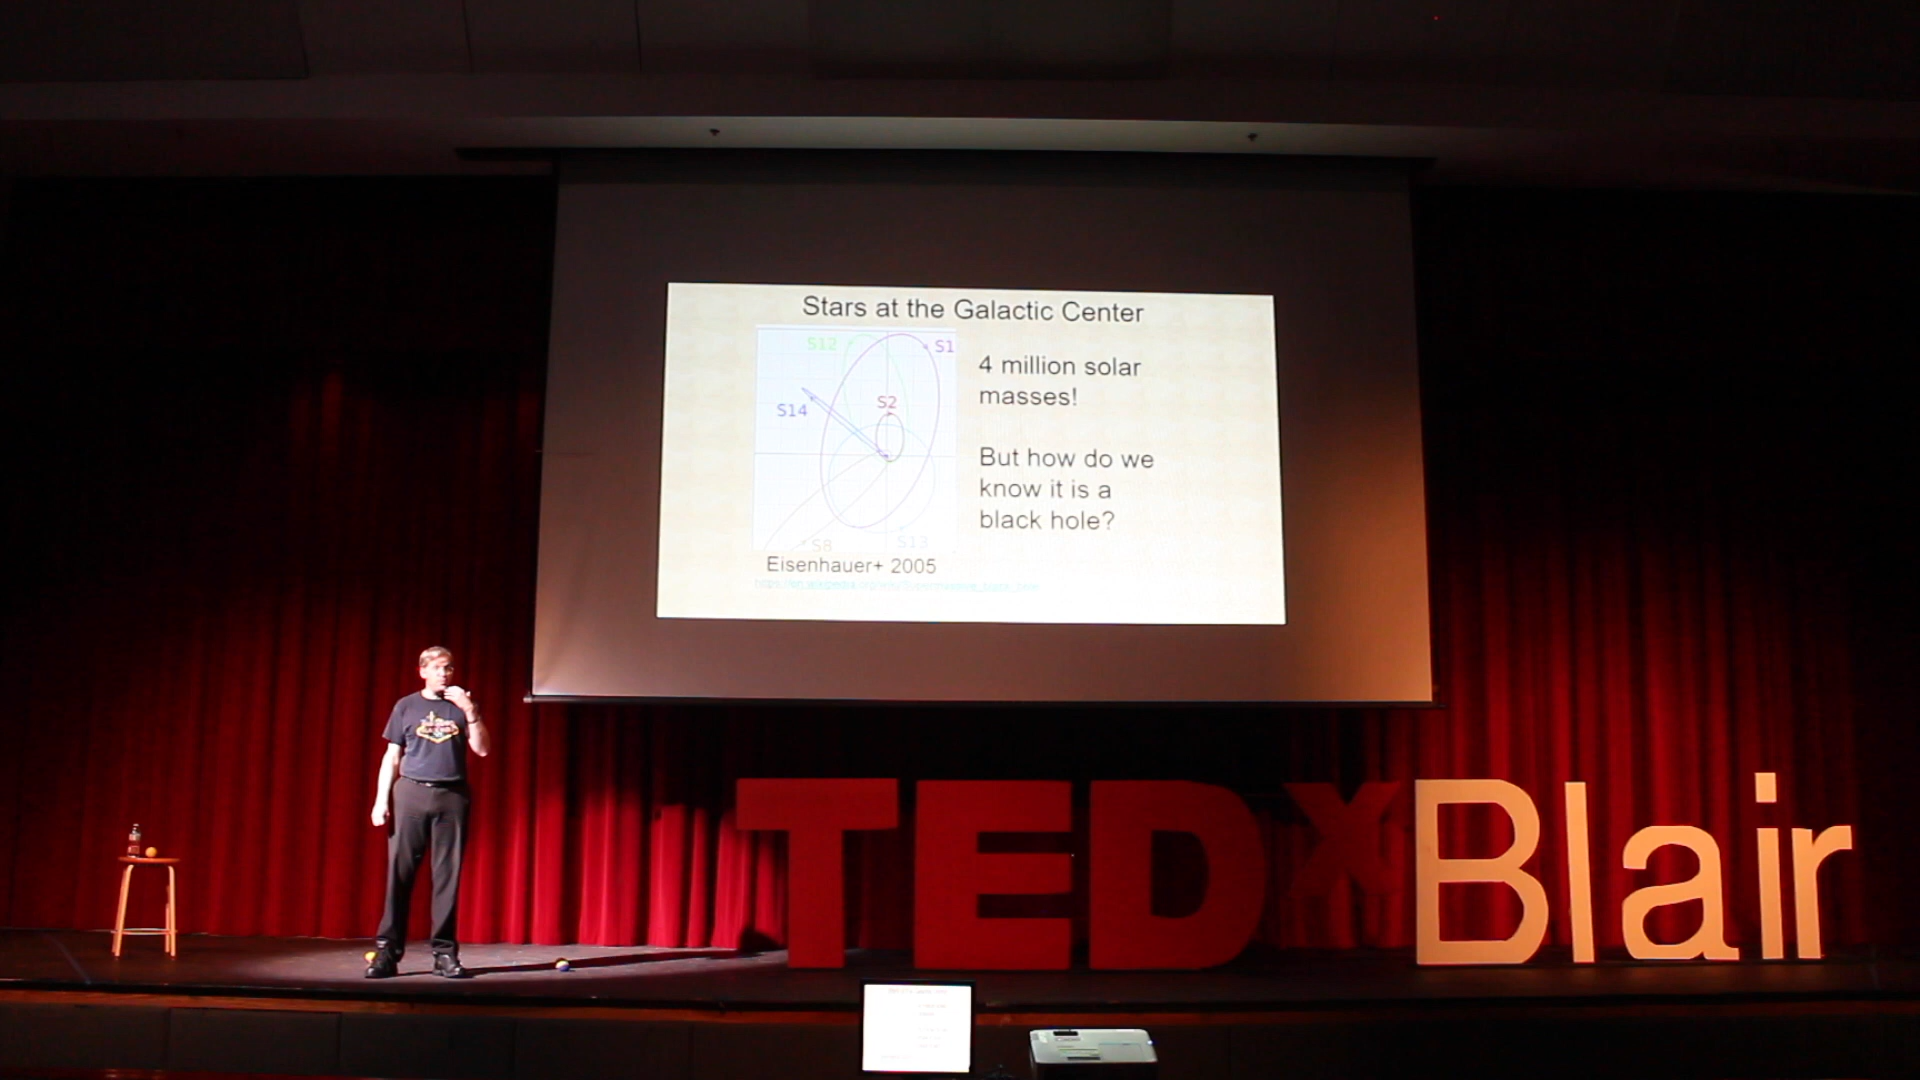 Stars at the Galactic Center
S12
S1
S14
S2
S8
S13
4 million solar
masses!
But how do we
know it is a
black hole?
Eisenhauer+ 2005
TEDxBlair